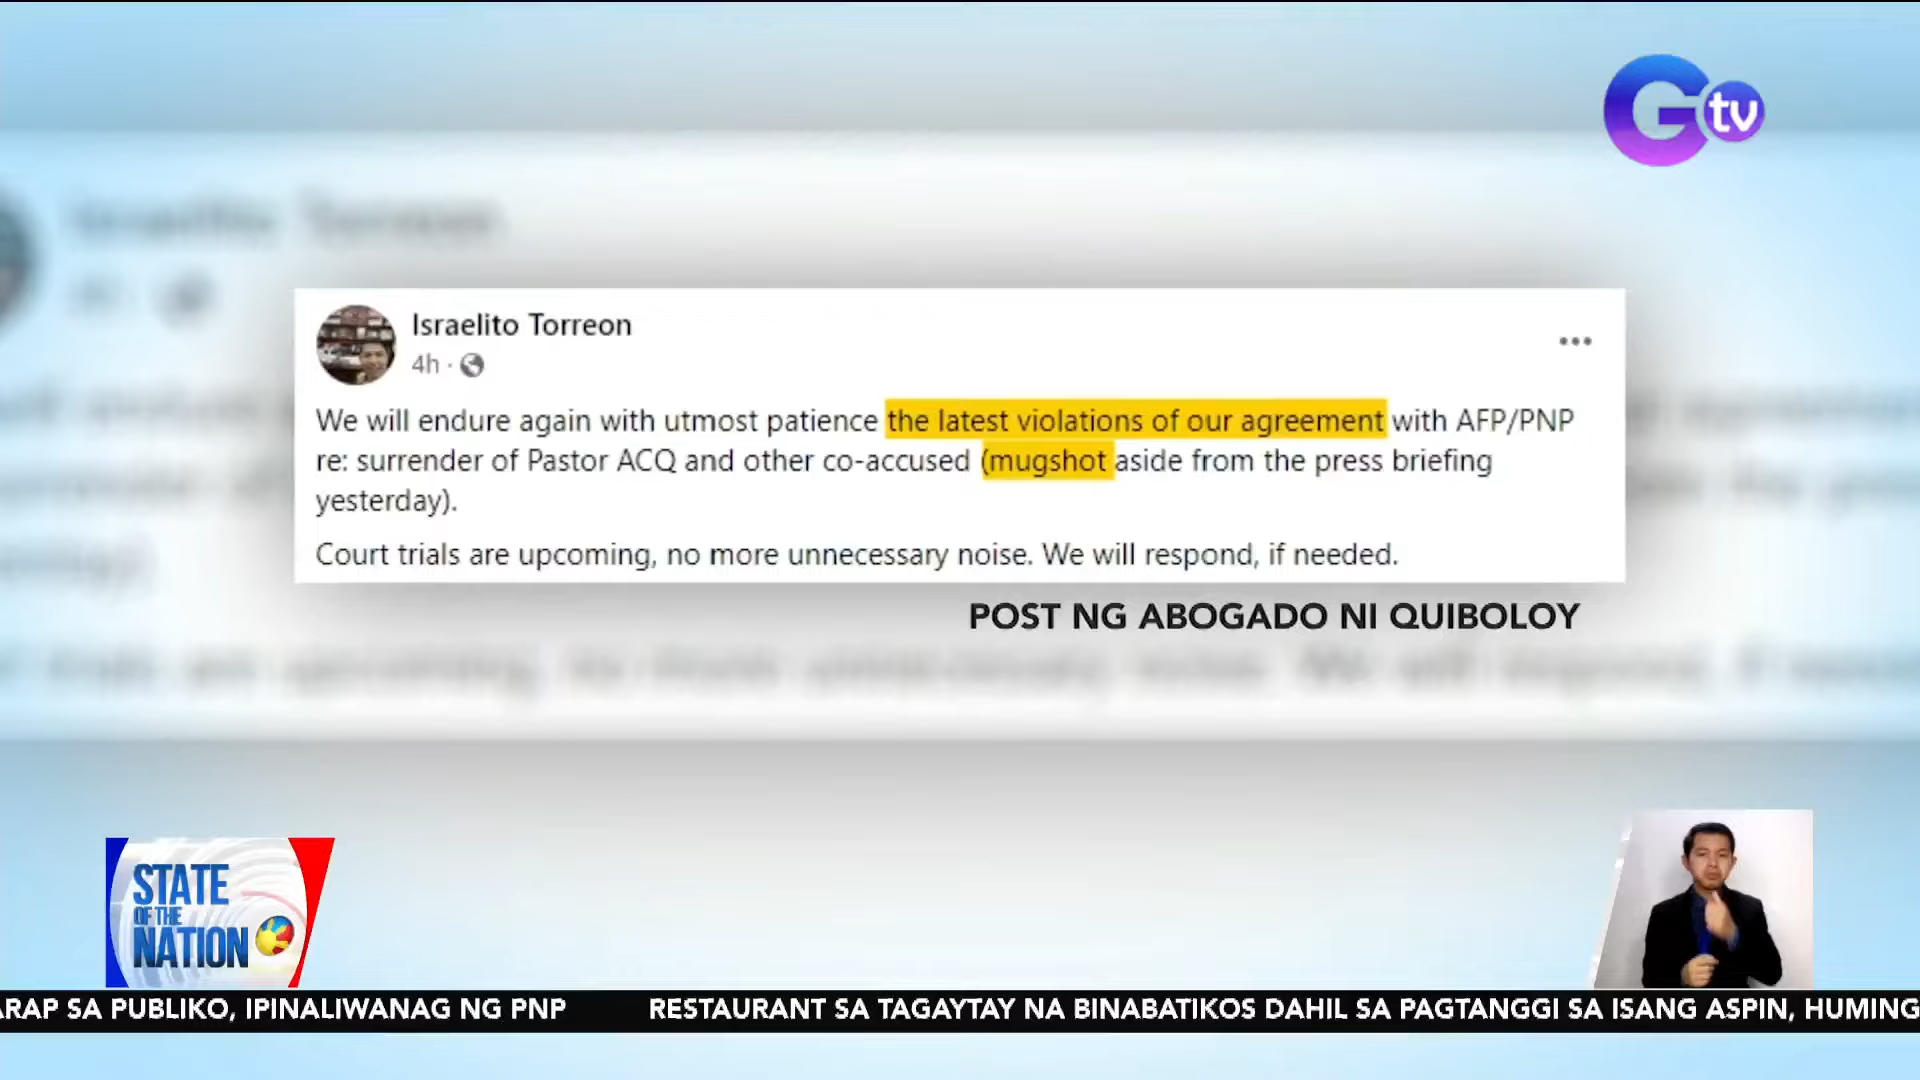 G tv
Israelito Torreon
4h ·
We will endure again with utmost patience the latest violations of our agreement with AFP/PNP
re: surrender of Pastor ACQ and other co-accused (mugshot aside from the press briefing
yesterday).
Court trials are upcoming, no more unnecessary noise. We will respond, if needed.
POST NG ABOGADO NI QUIBOLOY
STATE
OF THE
NATION
ARAP SA PUBLIKO, IPINALIWANAG NG PNP RESTAURANT SA TAGAYTAY NA BINABATIKOS DAHIL SA PAGTANGGI SA ISANG ASPIN, HUMING